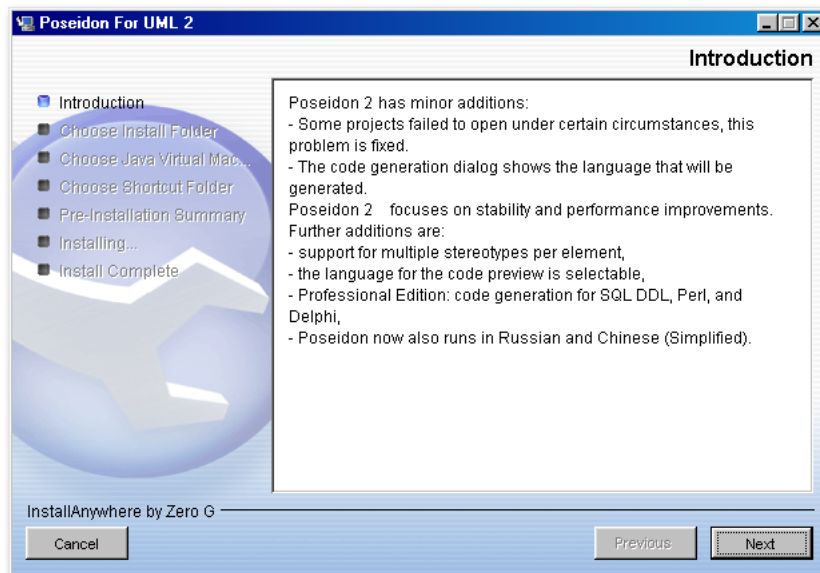 Poseidon For UML 2
Introduction
Introduction
Choose Install Folder
Choose Java Virtual Mac...
Choose Shortcut Folder
Pre-Installation Summary
Installing...
Install Complete
Poseidon 2 has minor additions:
- Some projects failed to open under certain circumstances, this
problem is fixed.
- The code generation dialog shows the language that will be
generated.
Poseidon 2 focuses on stability and performance improvements.
Further additions are:
- support for multiple stereotypes per element,
- the language for the code preview is selectable,
- Professional Edition: code generation for SQL DDL, Perl, and
Delphi,
- Poseidon now also runs in Russian and Chinese (Simplified).
InstallAnywhere by Zero G
Cancel
Previous
Next